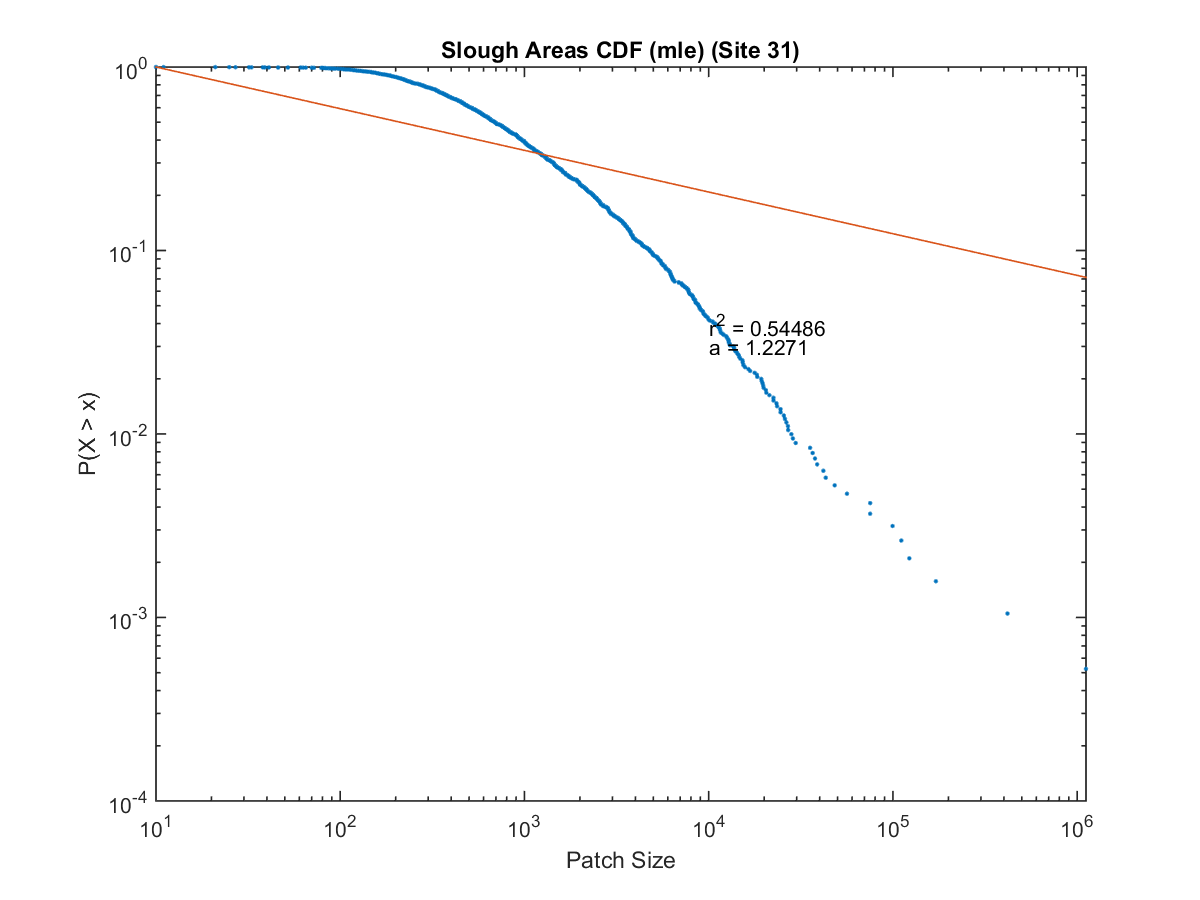 Slough Areas CDF (mle) (Site 31)
10^0
10^-1
10^-2
10^-3
10^-4
P(X > x)
r^2 = 0.54486
a = 1.2271
10^1 10^2 10^3 10^4 10^5 10^6
Patch Size